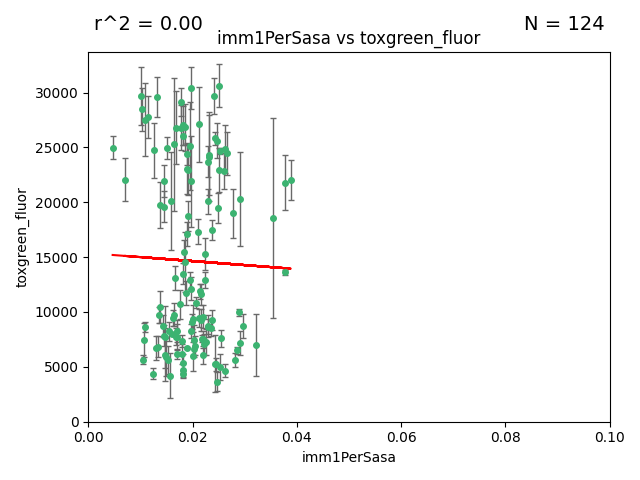 r^2 = 0.00
N = 124
imm1PerSasa vs toxgreen_fluor
30000
25000
20000
15000
10000
5000
0
toxgreen_fluor
0.00 0.02 0.04 0.06 0.08 0.10
imm1PerSasa